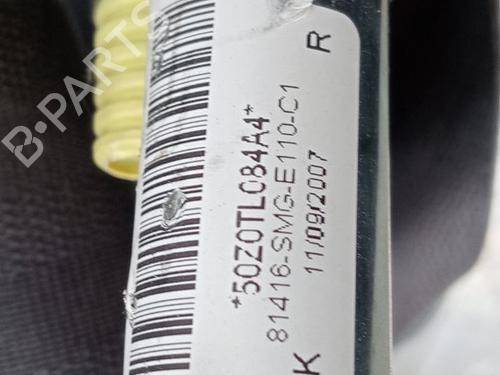 *50Z0TL084A4*
81416-SMG-E110-C1
11/09/2007 R
K
B-PARTS